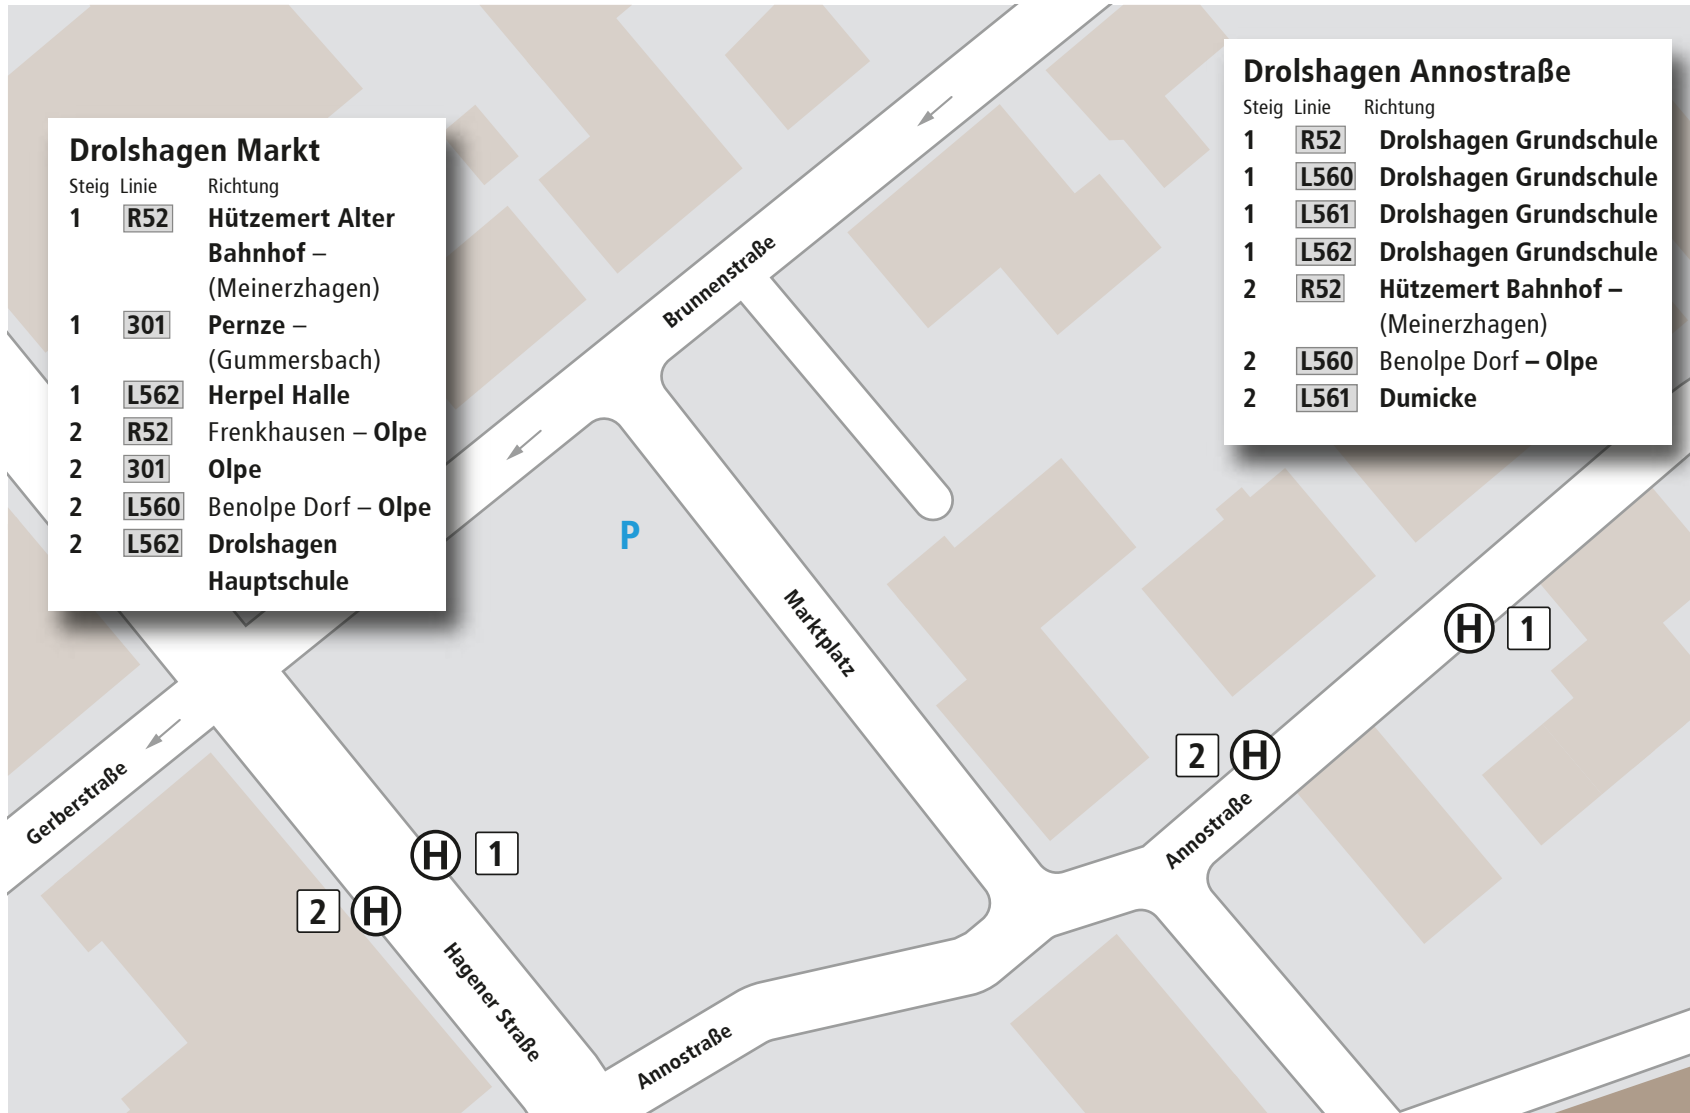 Drolshagen Markt
Steig Linie Richtung
1 R52 Hützemert Alter
Bahnhof –
(Meinerzhagen)
1 301 Pernze –
(Gummersbach)
1 L562 Herpel Halle
2 R52 Frenkhausen – Olpe
2 301 Olpe
2 L560 Benolpe Dorf – Olpe
2 L562 Drolshagen
Hauptschule
Drolshagen Annostraße
Steig Linie Richtung
1 R52 Drolshagen Grundschule
1 L560 Drolshagen Grundschule
1 L561 Drolshagen Grundschule
1 L562 Drolshagen Grundschule
2 R52 Hützemert Bahnhof –
(Meinerzhagen)
2 L560 Benolpe Dorf – Olpe
2 L561 Dumicke
Brunnenstraße
P
Marktplatz
H 1
2 H
Annostraße
Gerberstraße
H 1
2 H
Hagener Straße
Annostraße